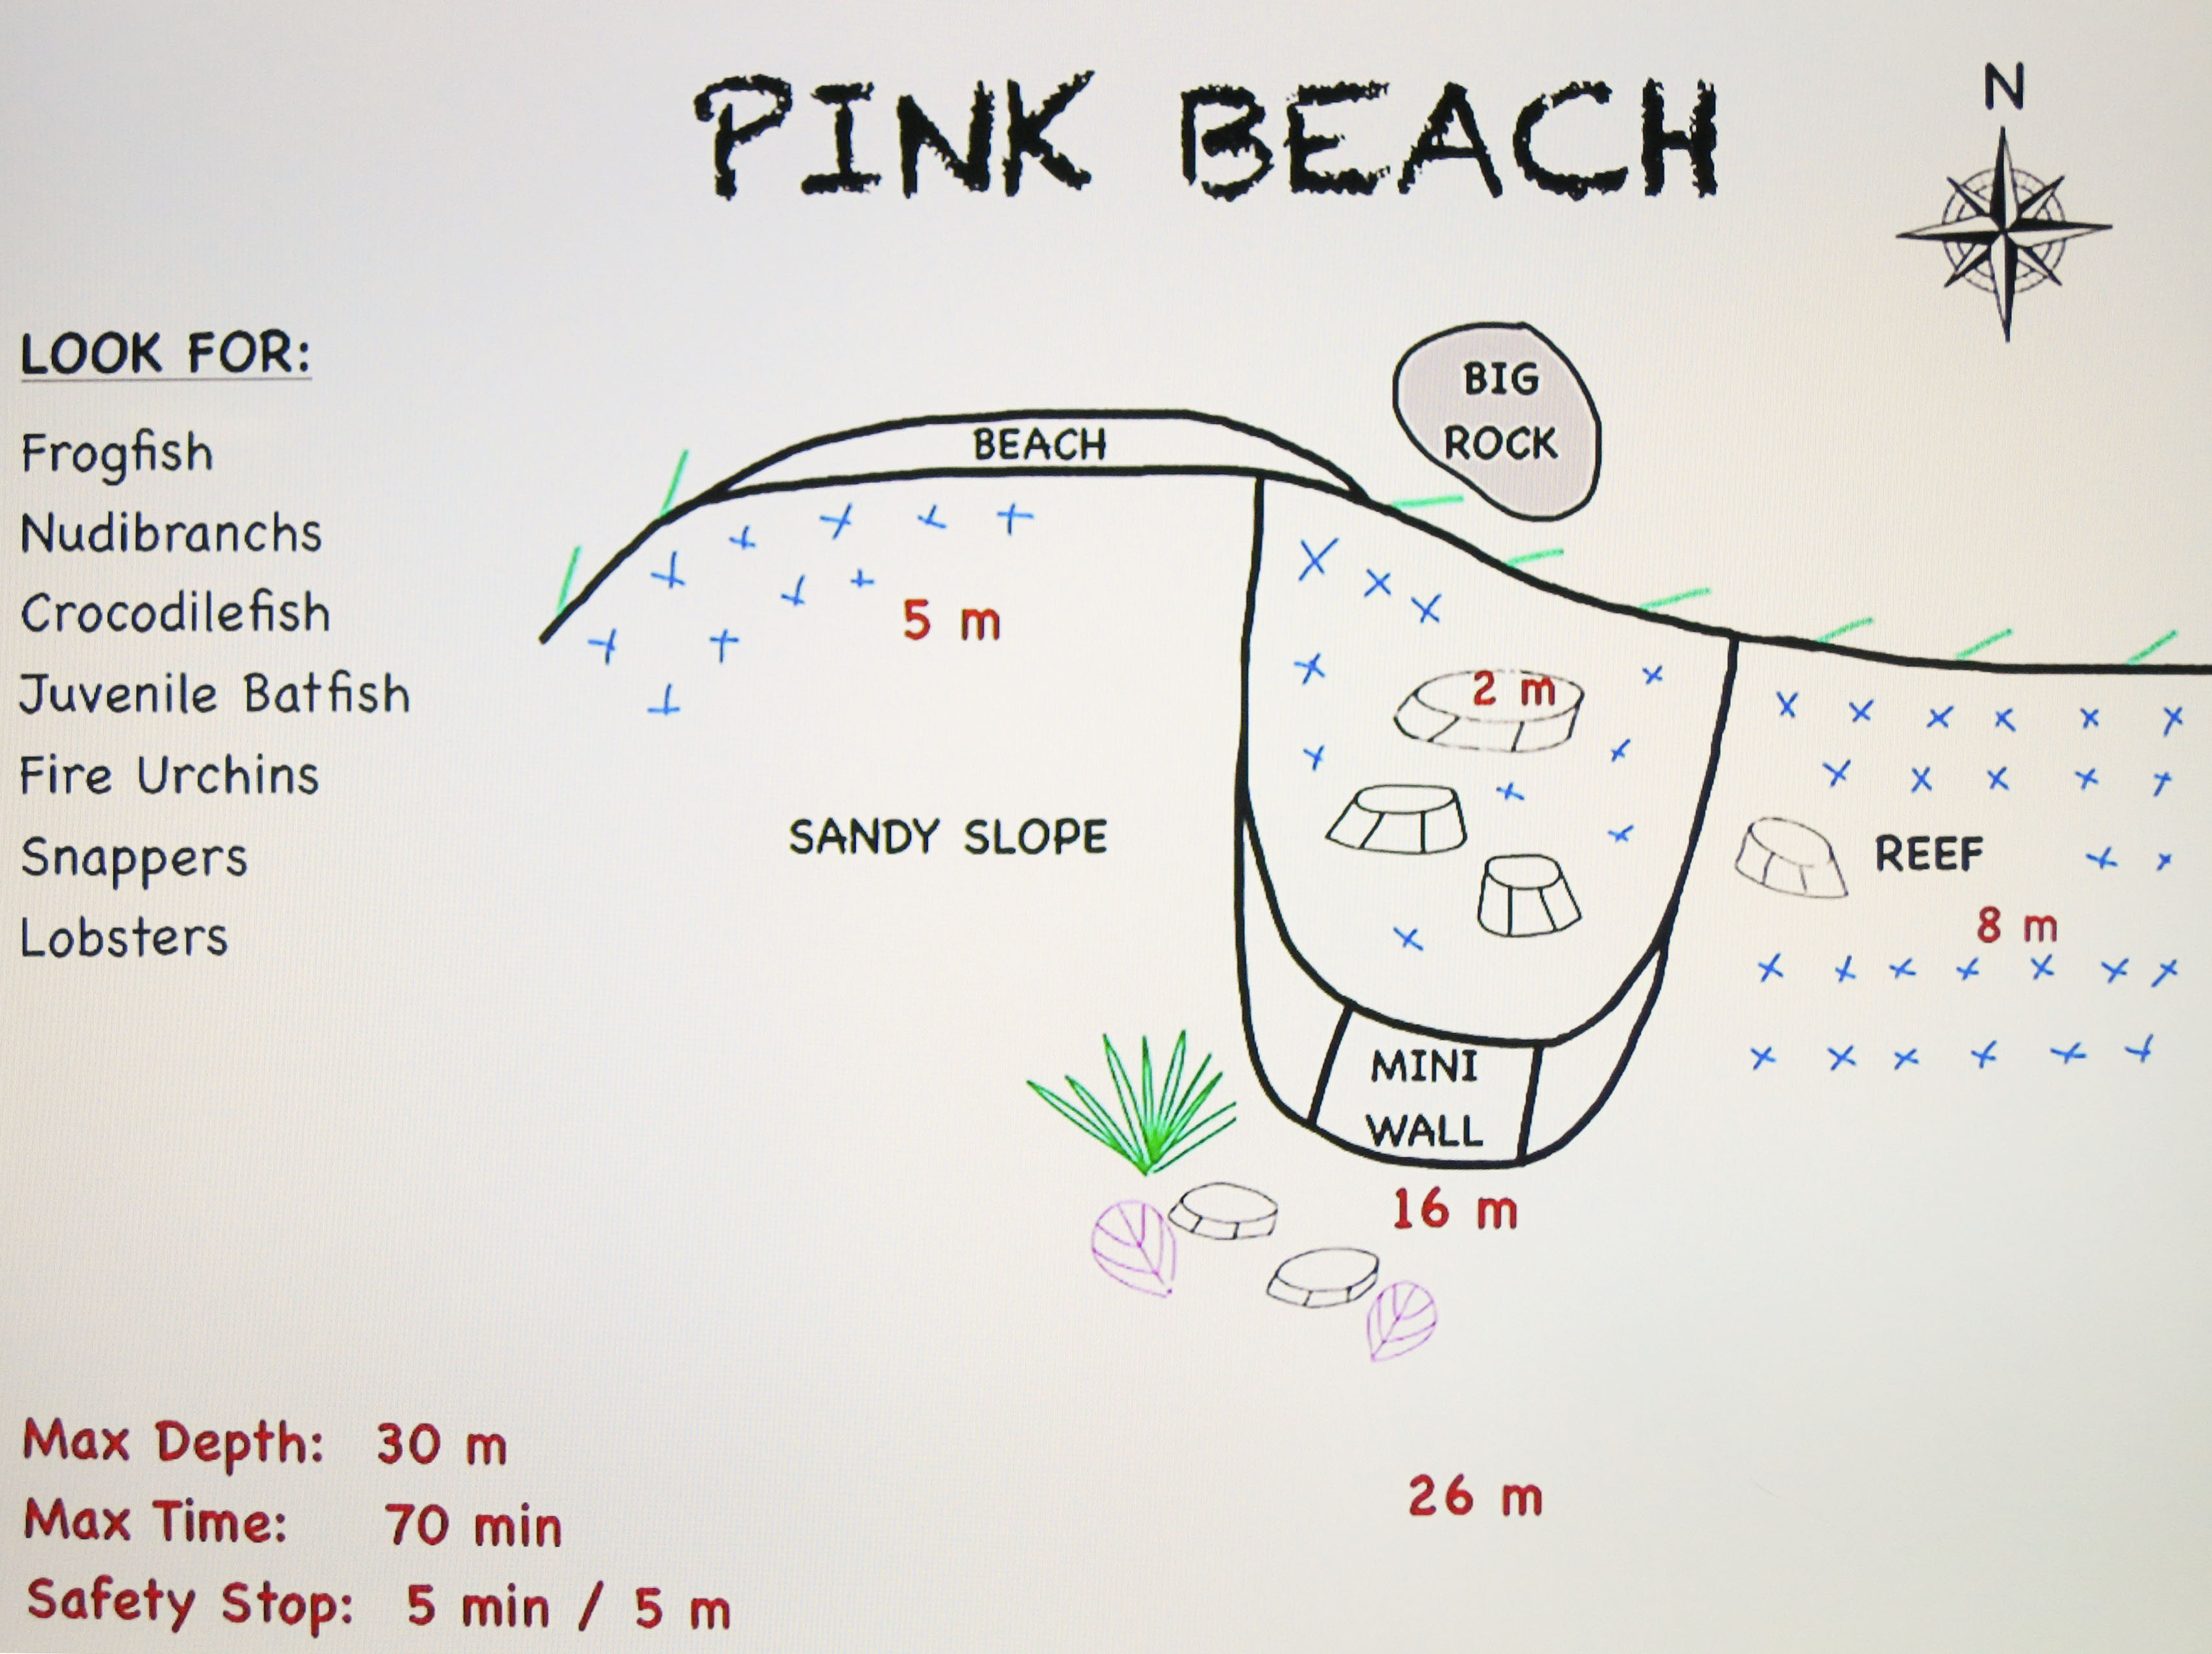 PINK BEACH
N
LOOK FOR:
Frogfish
Nudibranchs
Crocodilefish
Juvenile Batfish
Fire Urchins
Snappers
Lobsters
BIG
ROCK
BEACH
5 m
2 m
SANDY SLOPE
REEF
8 m
MINI
WALL
16 m
26 m
Max Depth: 30 m
Max Time: 70 min
Safety Stop: 5 min / 5 m